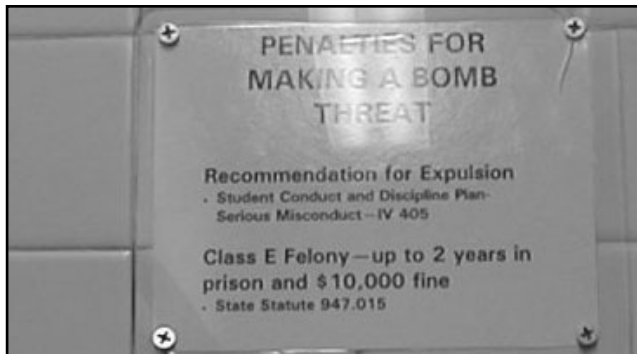 PENALTIES FOR
MAKING A BOMB
THREAT
Recommendation for Expulsion
• Student Conduct and Discipline Plan-
Serious Misconduct—IV 405
Class E Felony—up to 2 years in
prison and $10,000 fine
• State Statute 947.015